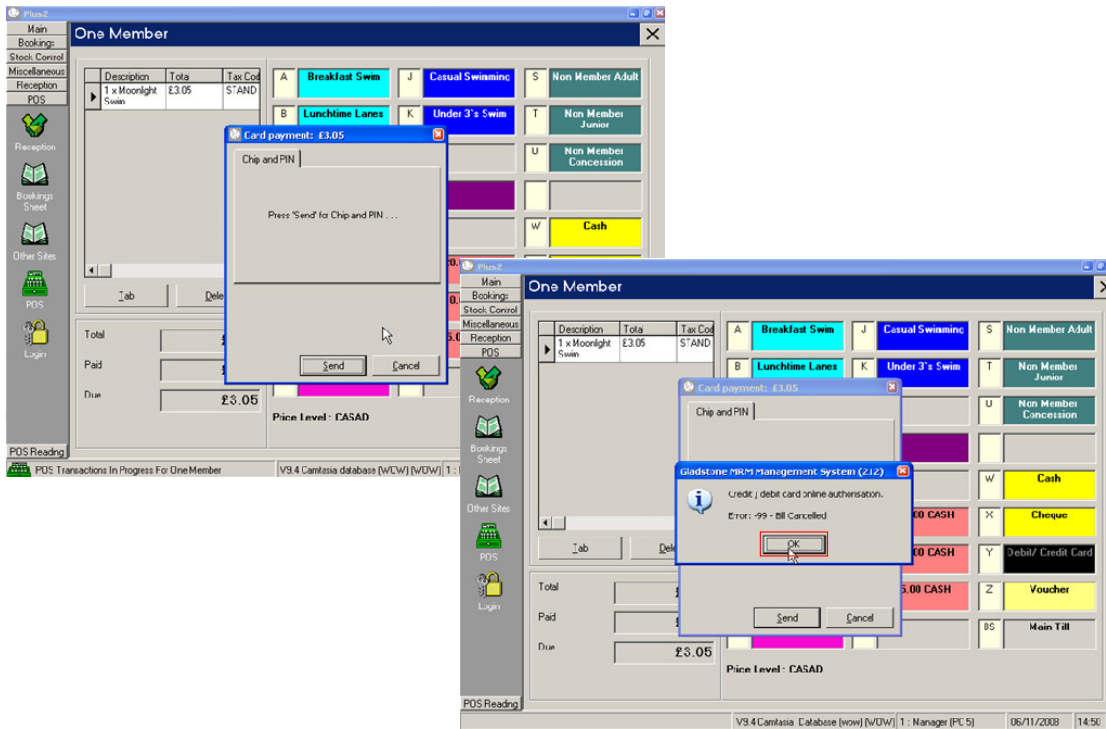 Plus2
Main
Bookings
Stock Control
Miscellaneous
Reception
POS
Reception
Bookings
Sheet
Other Sites
POS
Login
POS Reading
One Member
Description Total Tax Cod
1 x Moonlight £3.05 STAND
Swim
Tab Dele
Total
Paid
Due £3.05
A Breakfast Swim J Casual Swimming S Non Member Adult
B Lunchtime Lanes K Under 3's Swim T Non Member
Junior
U Non Member
Concession
W Cash
Price Level: CASAD
Card payment: £3.05
Chip and PIN
Press 'Send' for Chip and PIN ...
Send Cancel
POS Transactions In Progress For One Member V9.4 Camtasia database (WOW) (WOW) 1 :
Plus2
Main
Bookings
Stock Control
Miscellaneous
Reception
POS
Reception
Bookings
Sheet
Other Sites
POS
Login
POS Reading
One Member
Description Total Tax Cod
1 x Moonlight £3.05 STAND
Swim
Tab Dele
Total
Paid
Due £3.05
A Breakfast Swim J Casual Swimming S Non Member Adult
B Lunchtime Lanes K Under 3's Swim T Non Member
Junior
U Non Member
Concession
W Cash
00 CASH X Cheque
00 CASH Y Debit/ Credit Card
5.00 CASH Z Voucher
BS Main Till
Price Level: CASAD
Card payment: £3.05
Chip and PIN
Gladstone MRM Management System (212)
Credit / debit card online authorisation.
Error: -99 - Bill Cancelled
OK
Send Cancel
V9.4 Camtasia Database (wow) (WOW) 1 : Manager (PC 5) 06/11/2008 14:50